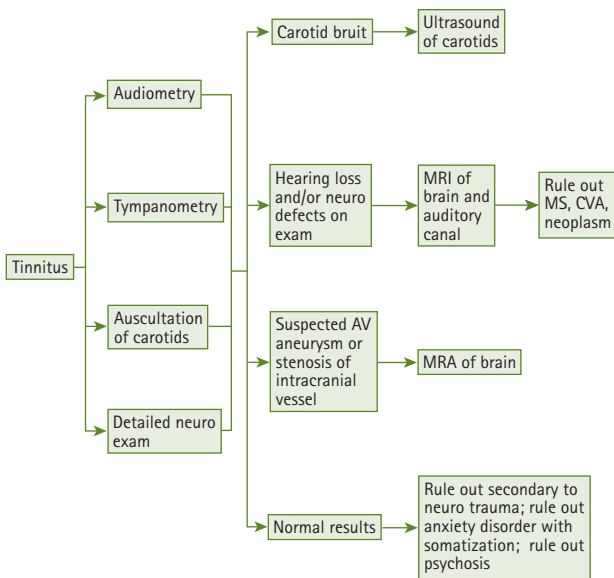 Tinnitus
Audiometry
Tympanometry
Auscultation
of carotids
Detailed neuro
exam
Carotid bruit
Ultrasound
of carotids
Hearing loss
and/or neuro
defects on
exam
MRI of
brain and
auditory
canal
Rule out
MS, CVA,
neoplasm
Suspected AV
aneurysm or
stenosis of
intracranial
vessel
MRA of brain
Normal results
Rule out secondary to
neuro trauma; rule out
anxiety disorder with
somatization; rule out
psychosis